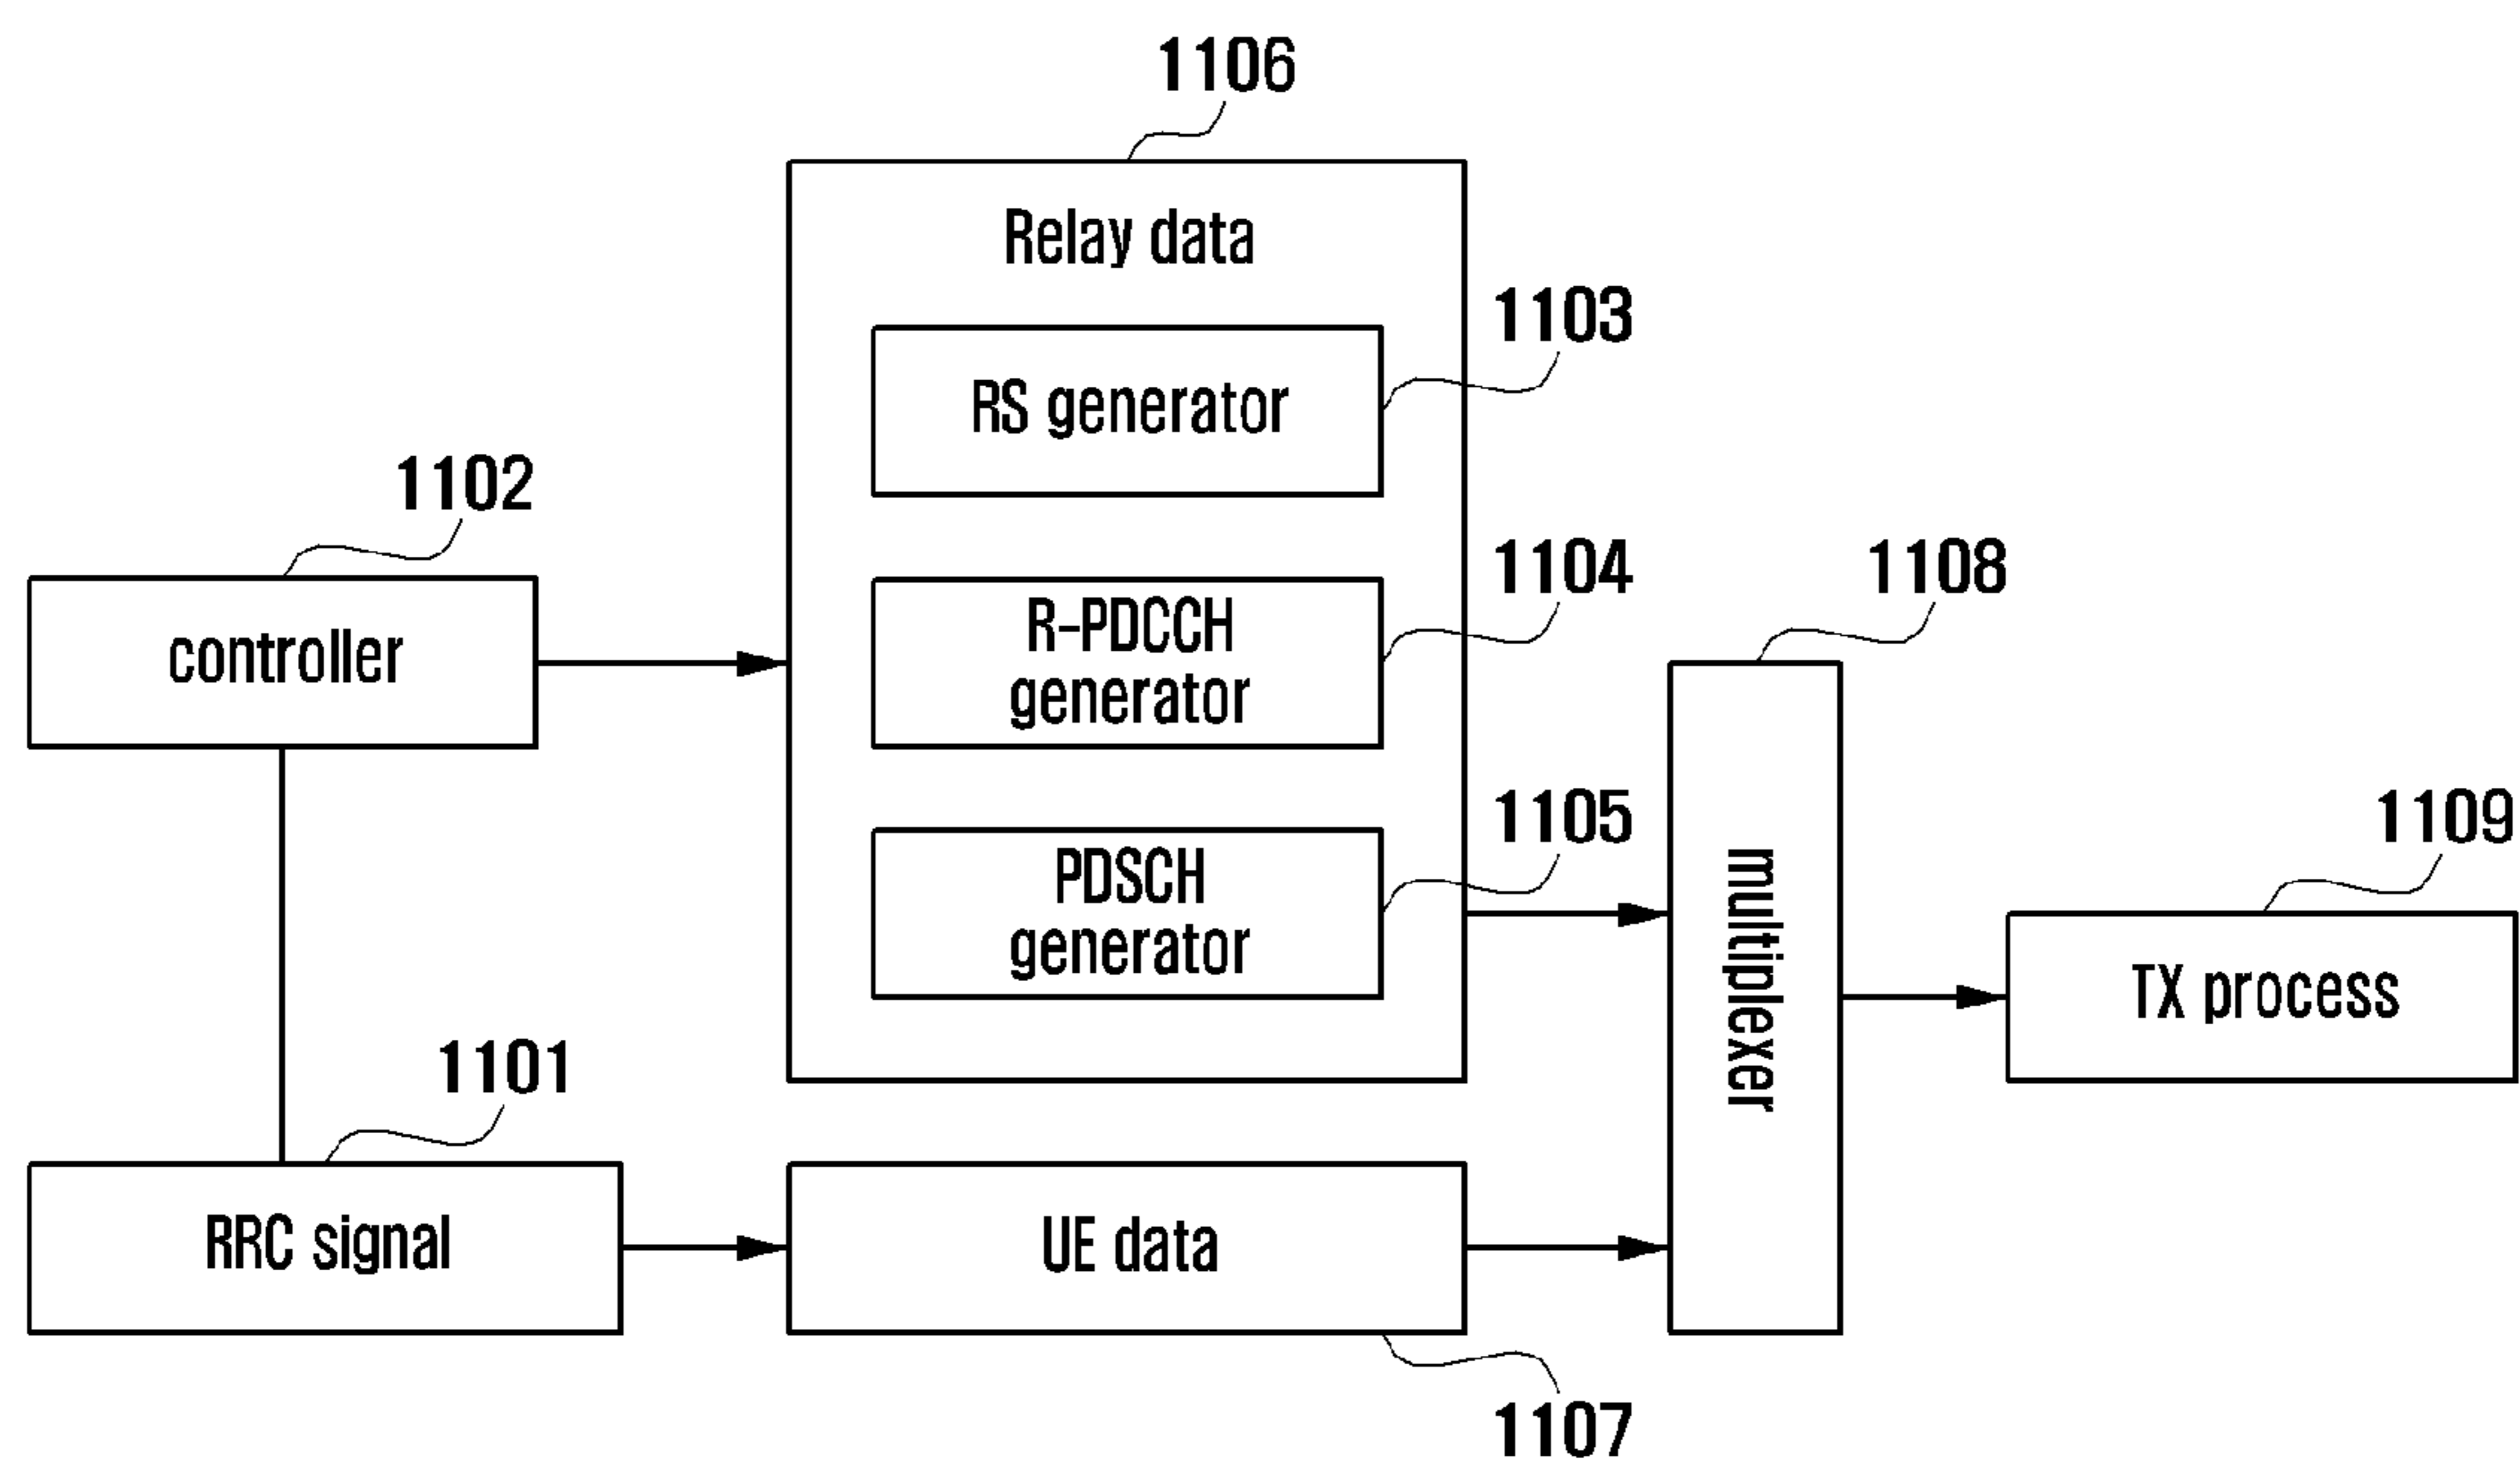 1106
Relay data
1103
RS generator
1102
controller
1104
R-PDCCH
generator
1108
multiplexer
1105
PDSCH
generator
1109
TX process
1101
RRC signal
UE data
1107